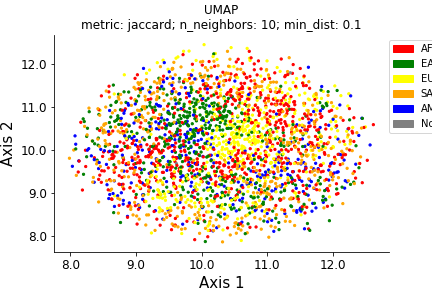 UMAP
metric: jaccard; n_neighbors: 10; min_dist: 0.1
12.0
11.0
10.0
9.0
8.0
Axis 2
8.0 9.0 10.0 11.0 12.0
Axis 1
AF
EA
EU
SA
AM
No